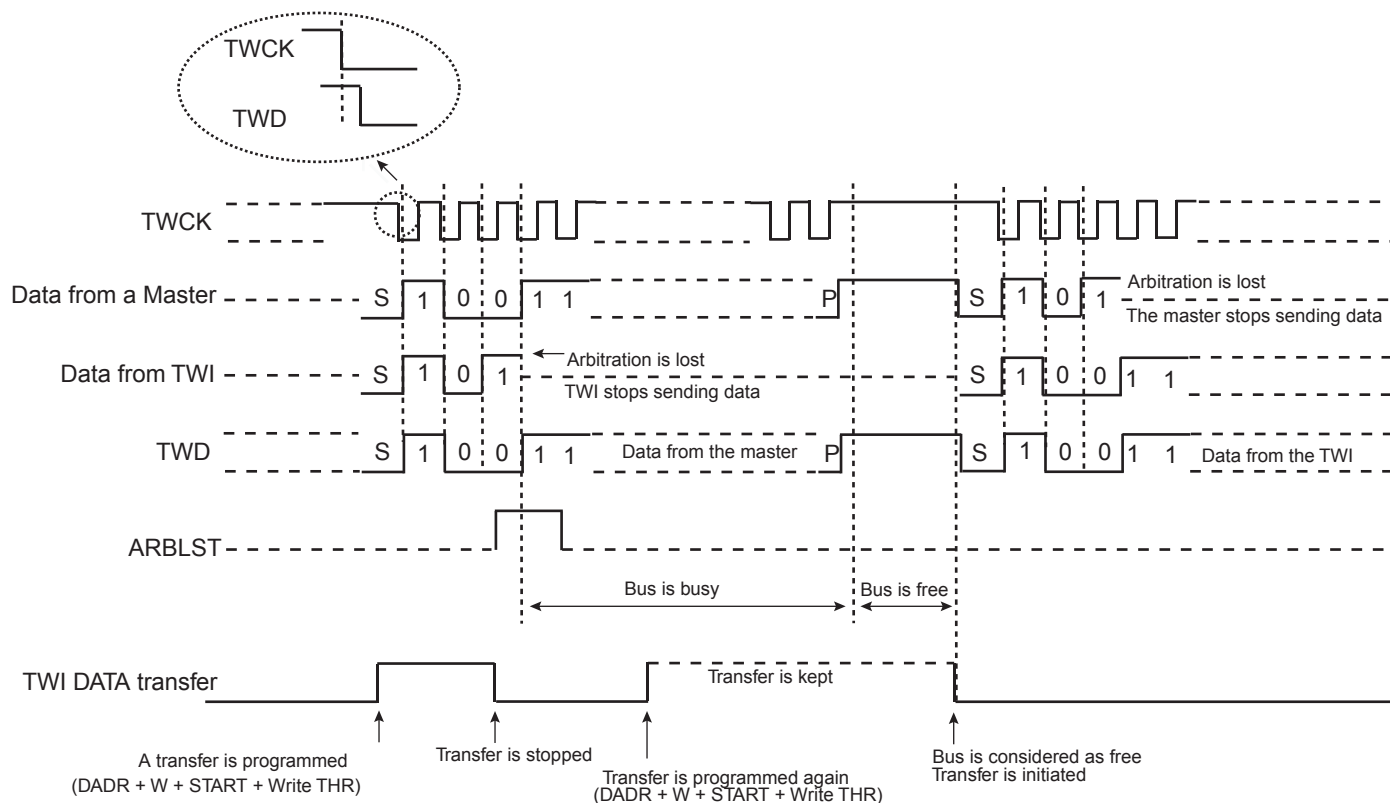 TWCK
TWD
TWCK
Data from a Master
S 1 0 0 1 1
P
S 1 0 1
Arbitration is lost
The master stops sending data
Data from TWI
S 1 0 1
Arbitration is lost
TWI stops sending data
S 1 0 0 1 1
TWD
S 1 0 0 1 1
Data from the master
P
S 1 0 0 1 1
Data from the TWI
ARBLST
Bus is busy
Bus is free
TWI DATA transfer
Transfer is kept
A transfer is programmed
(DADR + W + START + Write THR)
Transfer is stopped
Transfer is programmed again
(DADR + W + START + Write THR)
Bus is considered as free
Transfer is initiated